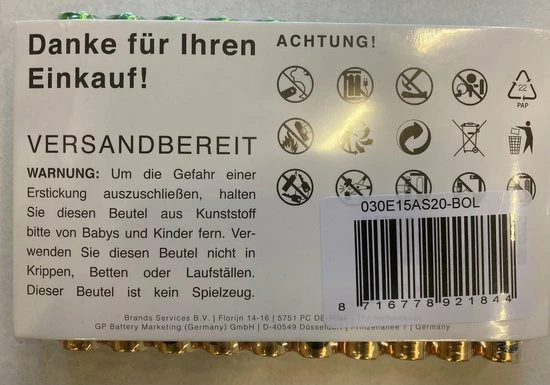 Danke für Ihren
Einkauf!
VERSANDBEREIT
WARNUNG: Um die Gefahr einer
Erstickung auszuschließen, halten
Sie diesen Beutel aus Kunststoff
bitte von Babys und Kinder fern. Ver-
wenden Sie diesen Beutel nicht in
Krippen, Betten oder Laufställen.
Dieser Beutel ist kein Spielzeug.
ACHTUNG!
22
PAP
030E15AS20-BOL
8 716778 921844
Brands Services B.V. | Florijn 14-16 | 5751 PC DE
GP Battery Marketing (Germany) GmbH | D-40549 Düsseldorf | 7 | Germany